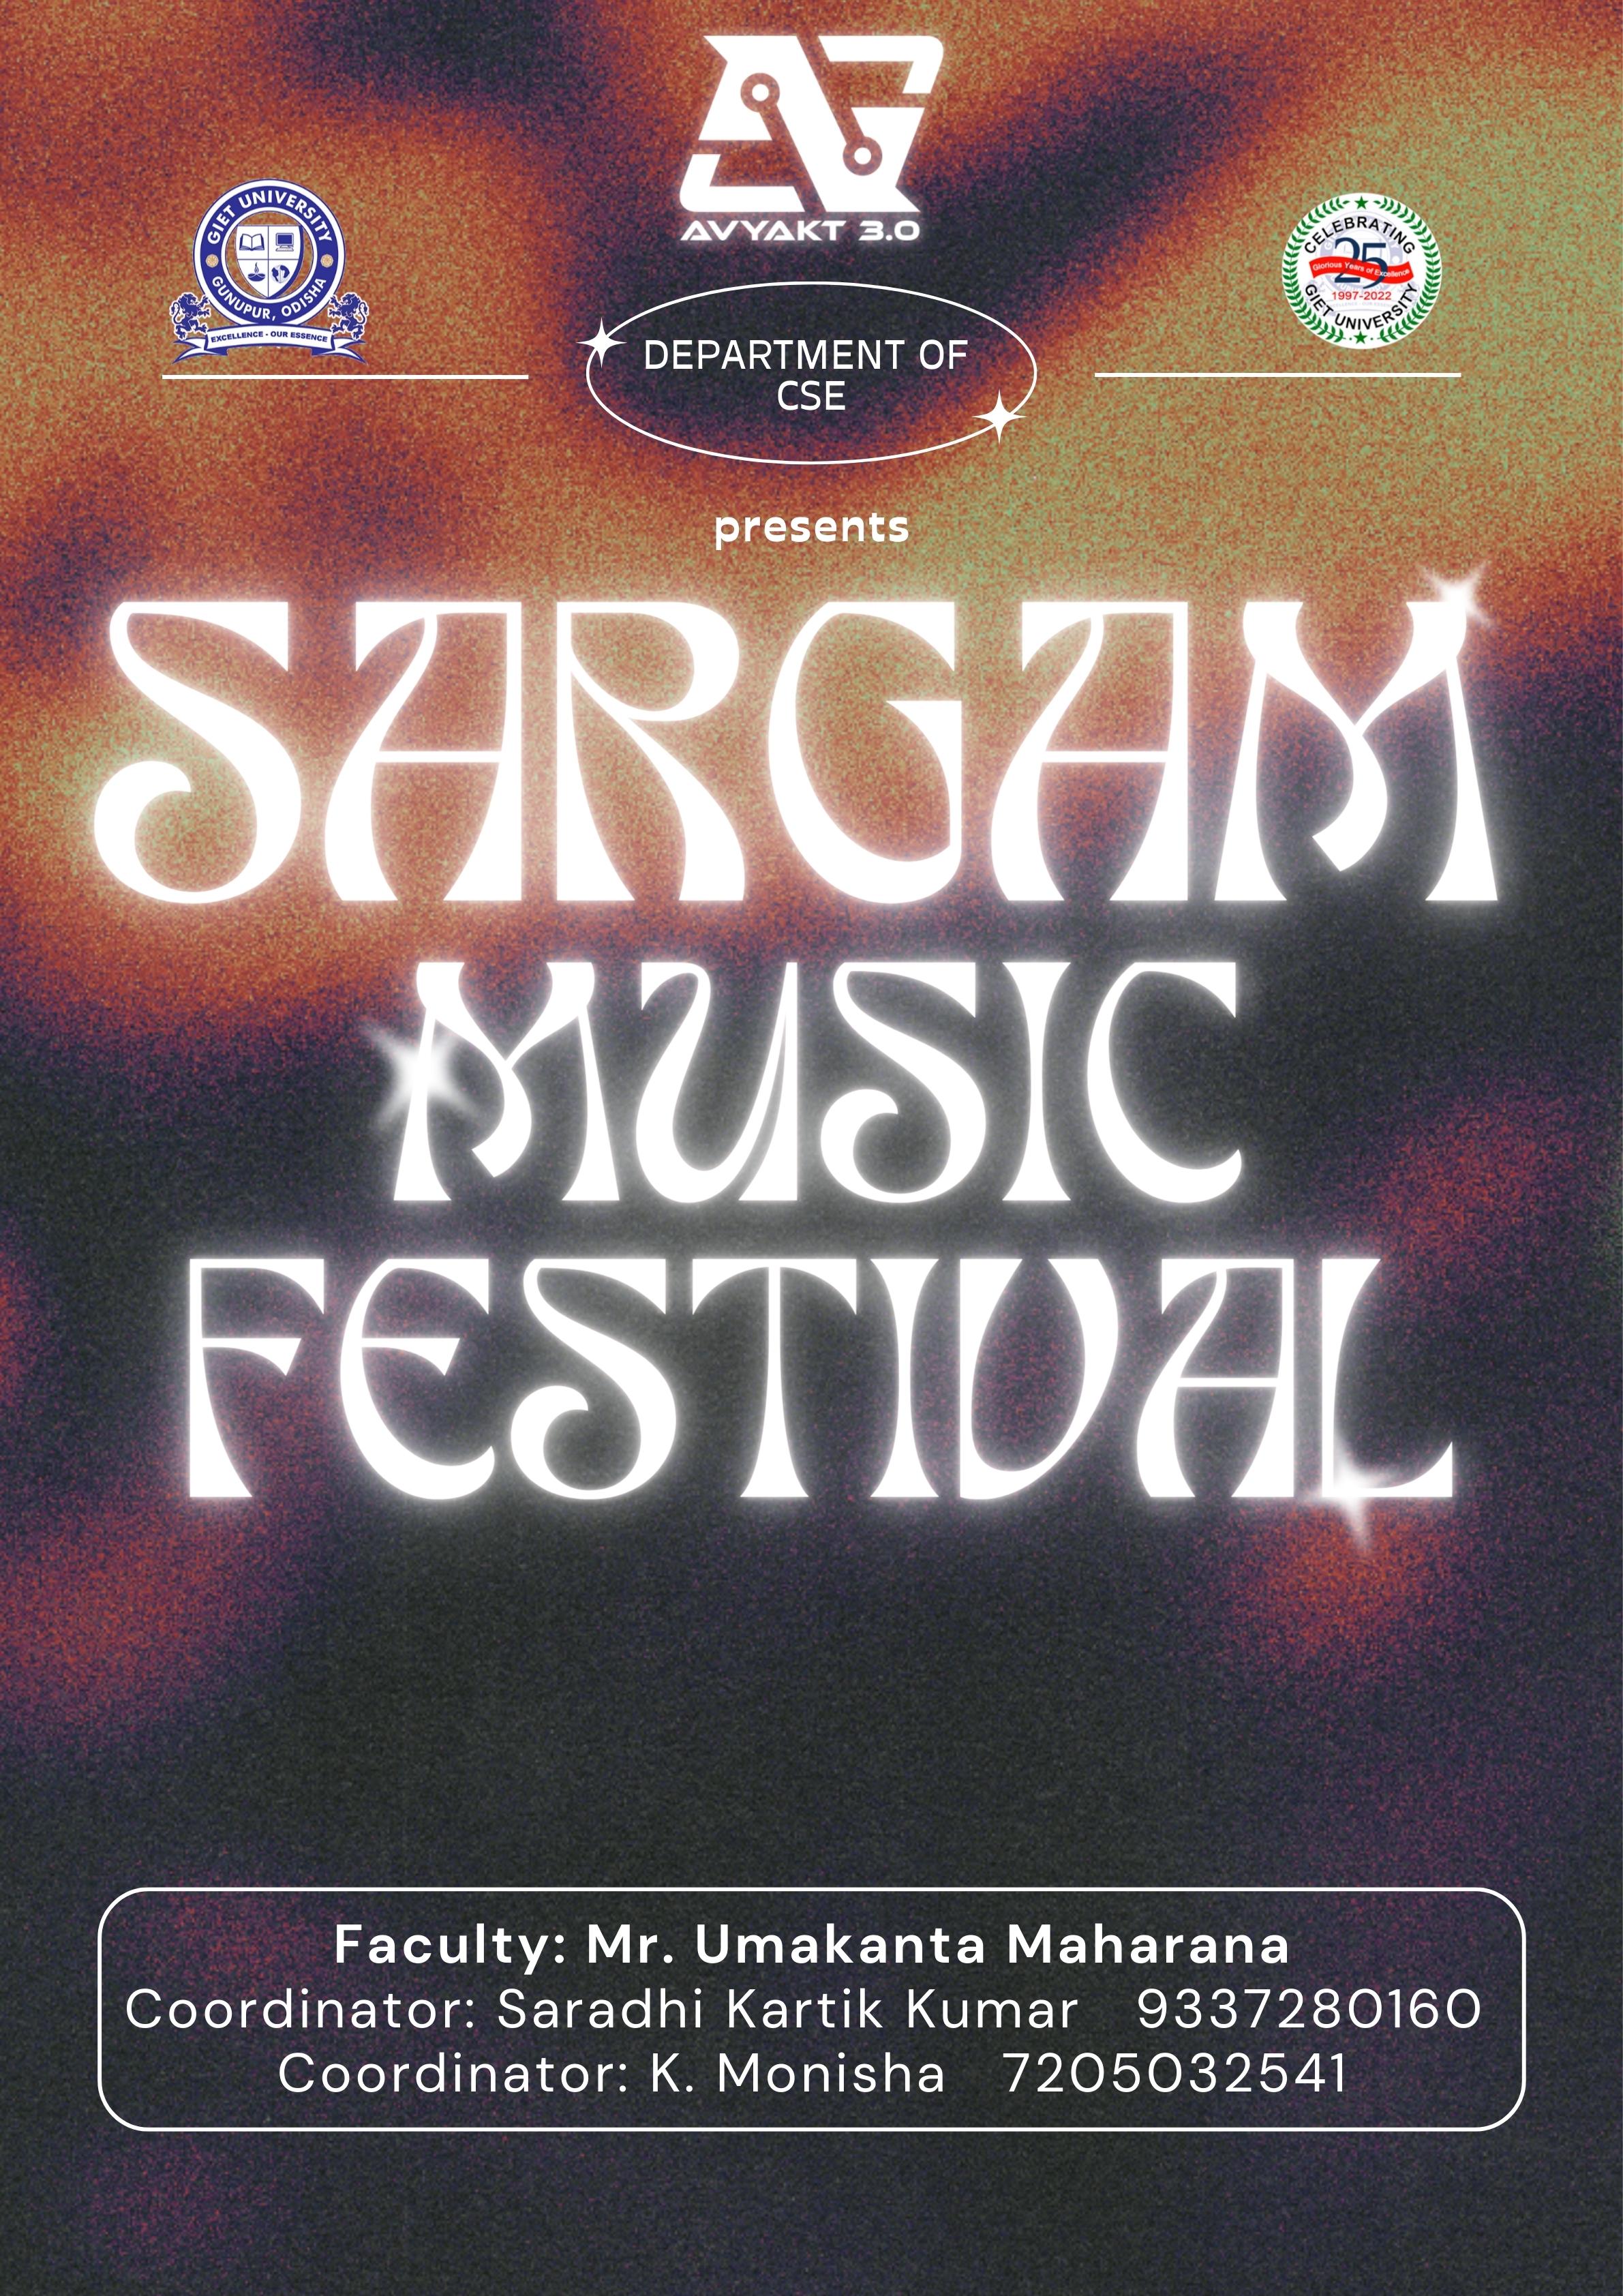 AVYAKT 3.0
GIET UNIVERSITY
GUNUPUR, ODISHA
EXCELLENCE - OUR ESSENCE
CELEBRATING
25
Glorious Years of Excellence
1997-2022
GIET UNIVERSITY
DEPARTMENT OF
CSE
presents
SARGAM
MUSIC
FESTIVAL
Faculty: Mr. Umakanta Maharana
Coordinator: Saradhi Kartik Kumar 9337280160
Coordinator: K. Monisha 7205032541